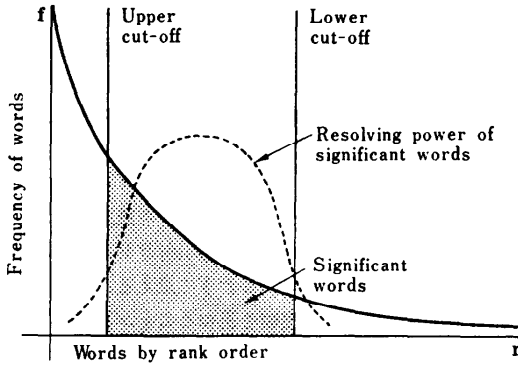 f
Upper
cut-off
Lower
cut-off
Frequency of words
Resolving power of
significant words
Significant
words
Words by rank order
r